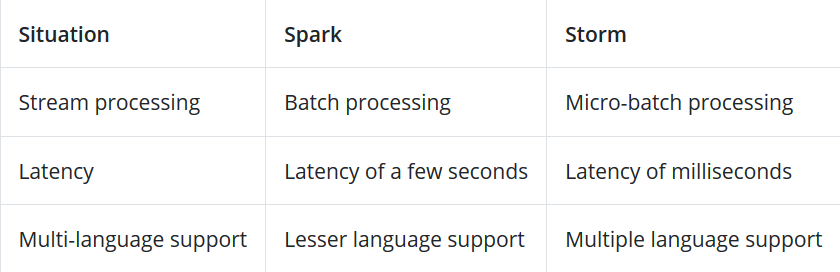 Situation Spark Storm
Stream processing Batch processing Micro-batch processing
Latency Latency of a few seconds Latency of milliseconds
Multi-language support Lesser language support Multiple language support